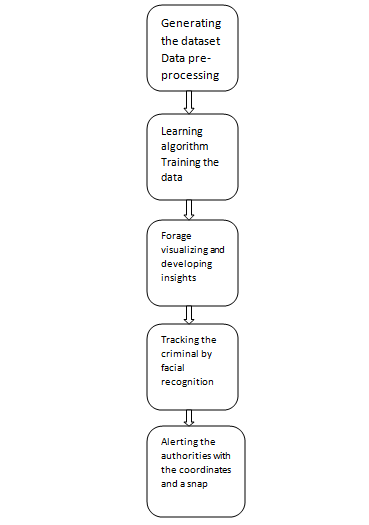 Generating
the dataset
Data pre-
processing
Learning
algorithm
Training the
data
Forage
visualizing and
developing
insights
Tracking the
criminal by
facial
recognition
Alerting the
authorities with
the coordinates
and a snap